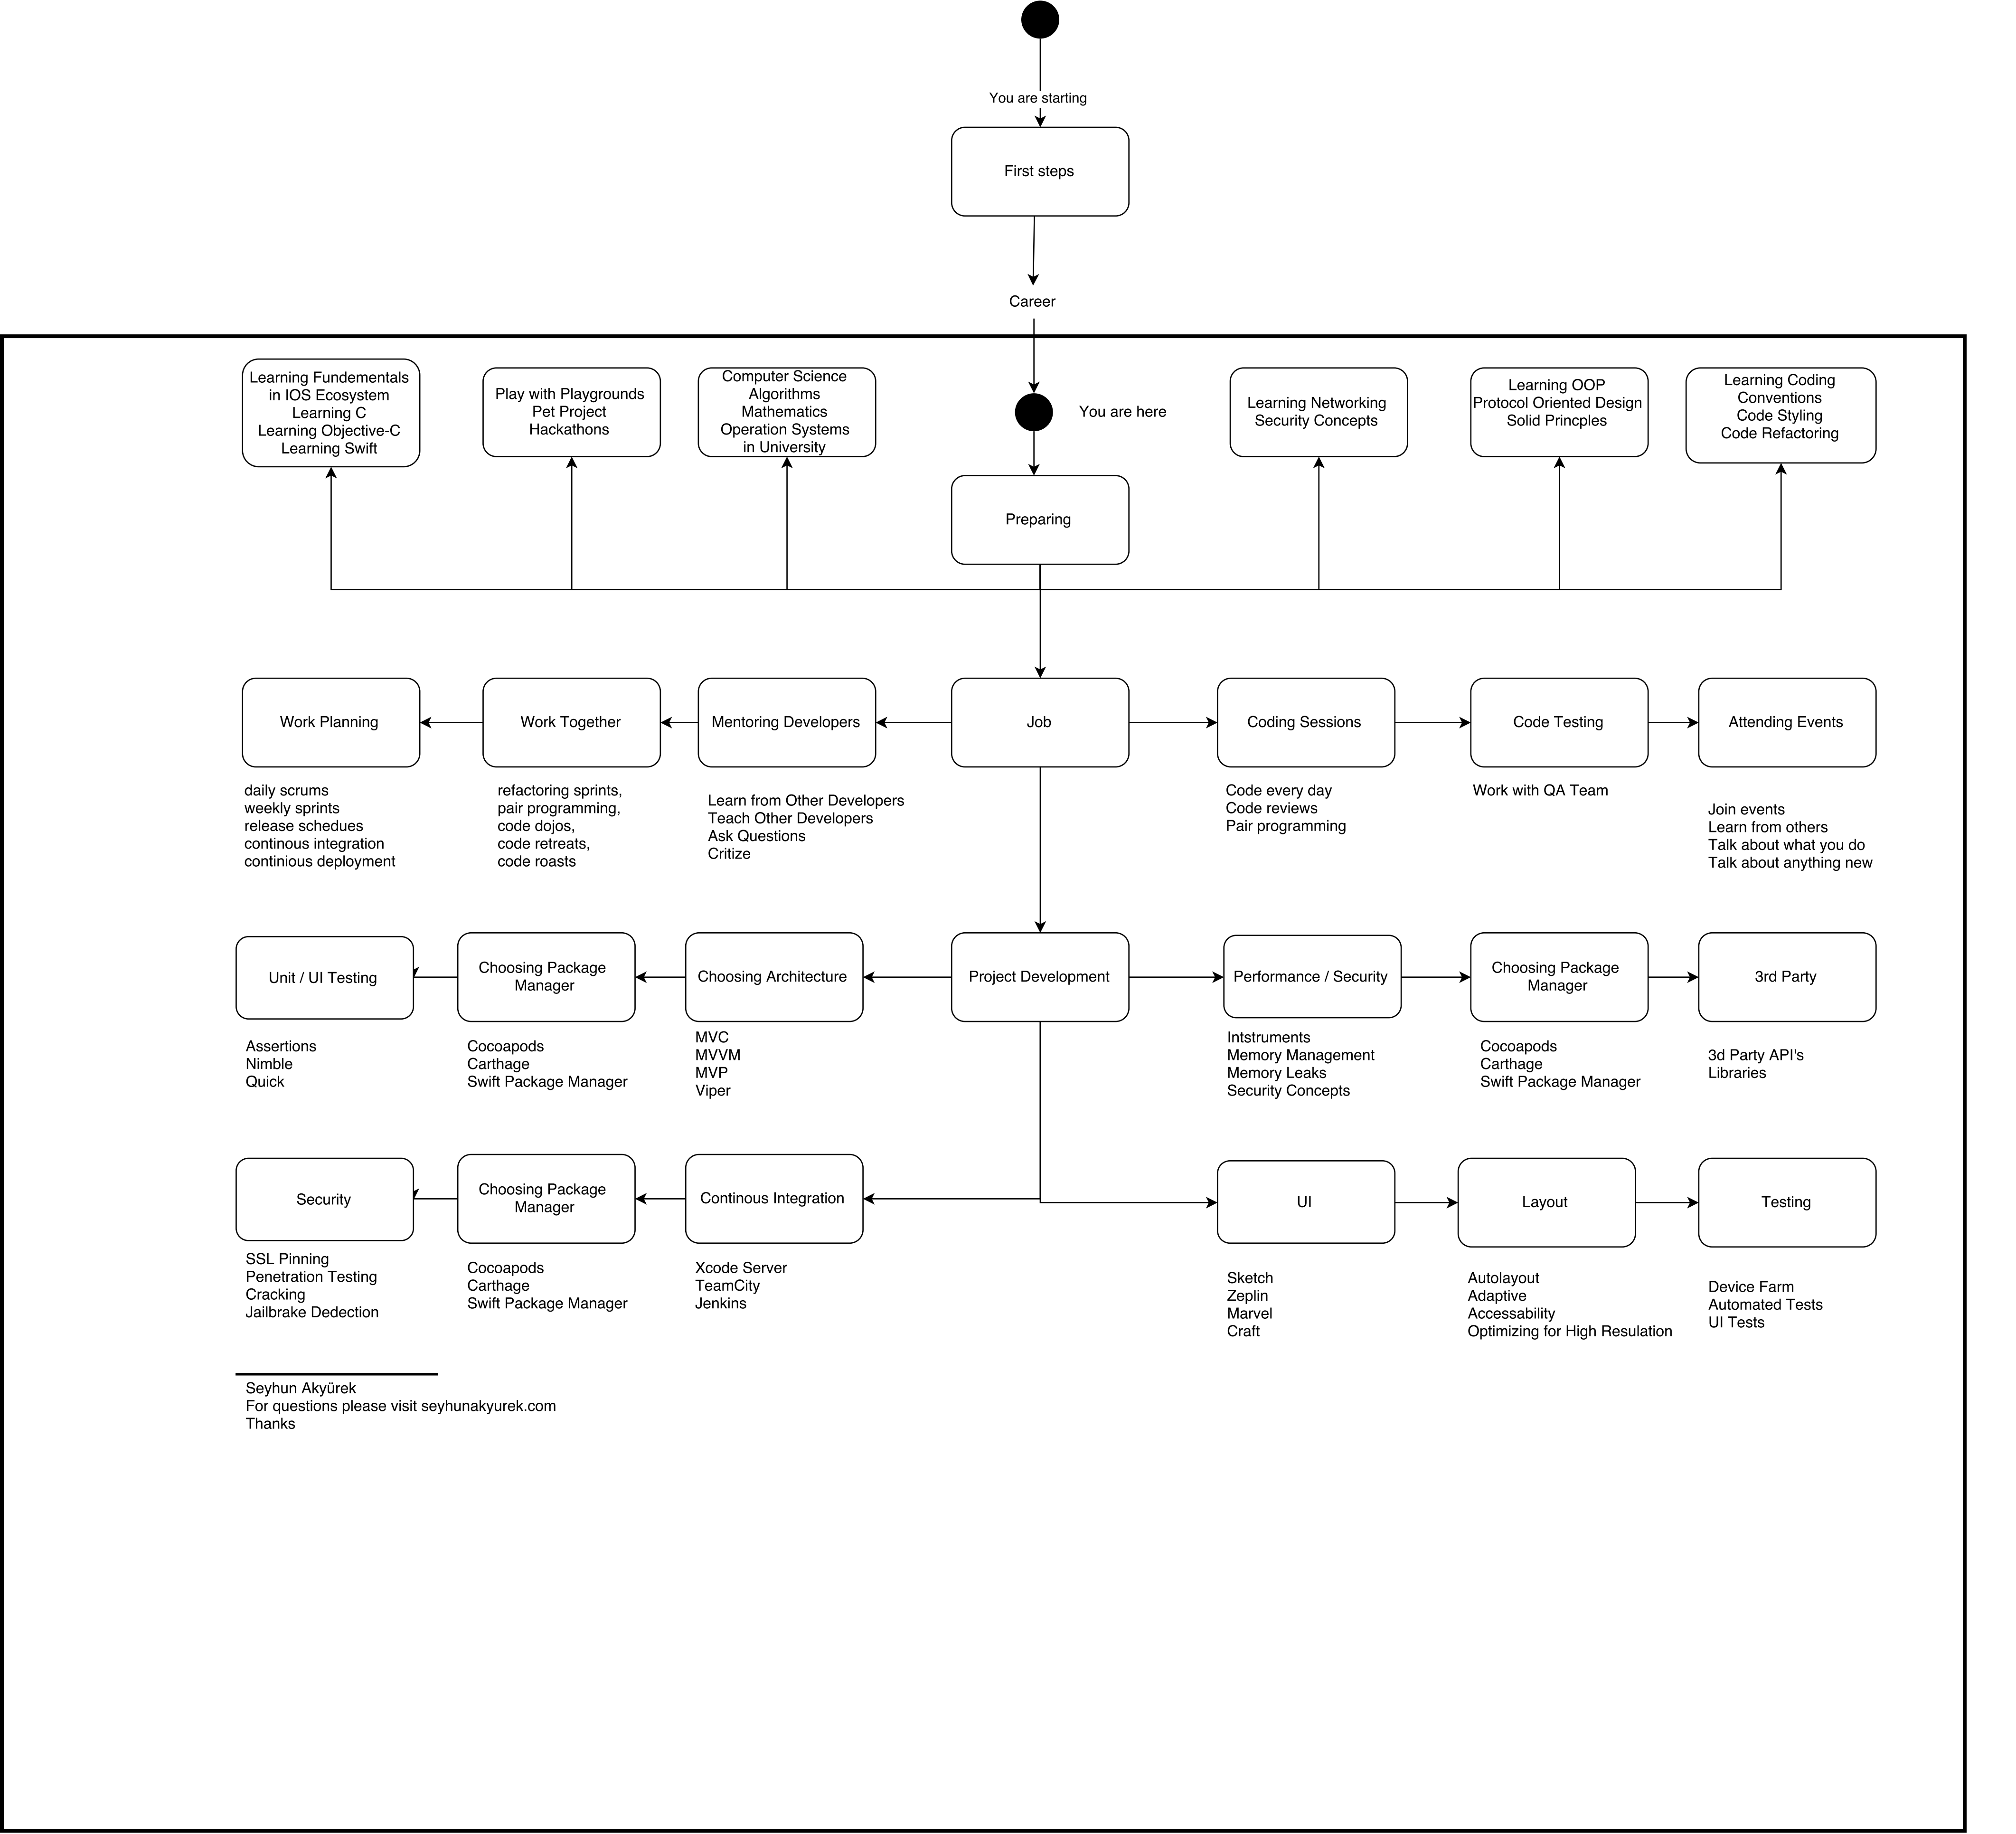 You are starting
First steps
Career
Learning Fundementals
in IOS Ecosystem
Learning C
Learning Objective-C
Learning Swift
Play with Playgrounds
Pet Project
Hackathons
Computer Science
Algorithms
Mathematics
Operation Systems
in University
You are here
Learning Networking
Security Concepts
Learning OOP
Protocol Oriented Design
Solid Princples
Learning Coding
Conventions
Code Styling
Code Refactoring
Preparing
Work Planning
Work Together
Mentoring Developers
Job
Coding Sessions
Code Testing
Attending Events
daily scrums
weekly sprints
release schedues
continous integration
continious deployment
refactoring sprints,
pair programming,
code dojos,
code retreats,
code roasts
Learn from Other Developers
Teach Other Developers
Ask Questions
Critize
Code every day
Code reviews
Pair programming
Work with QA Team
Join events
Learn from others
Talk about what you do
Talk about anything new
Unit / UI Testing
Choosing Package
Manager
Choosing Architecture
Project Development
Performance / Security
Choosing Package
Manager
3rd Party
Assertions
Nimble
Quick
Cocoapods
Carthage
Swift Package Manager
MVC
MVVM
MVP
Viper
Intstruments
Memory Management
Memory Leaks
Security Concepts
Cocoapods
Carthage
Swift Package Manager
3d Party API's
Libraries
Security
Choosing Package
Manager
Continous Integration
UI
Layout
Testing
SSL Pinning
Penetration Testing
Cracking
Jailbrake Dedection
Cocoapods
Carthage
Swift Package Manager
Xcode Server
TeamCity
Jenkins
Sketch
Zeplin
Marvel
Craft
Autolayout
Adaptive
Accessability
Optimizing for High Resulation
Device Farm
Automated Tests
UI Tests
Seyhun Akyürek
For questions please visit seyhunakyurek.com
Thanks